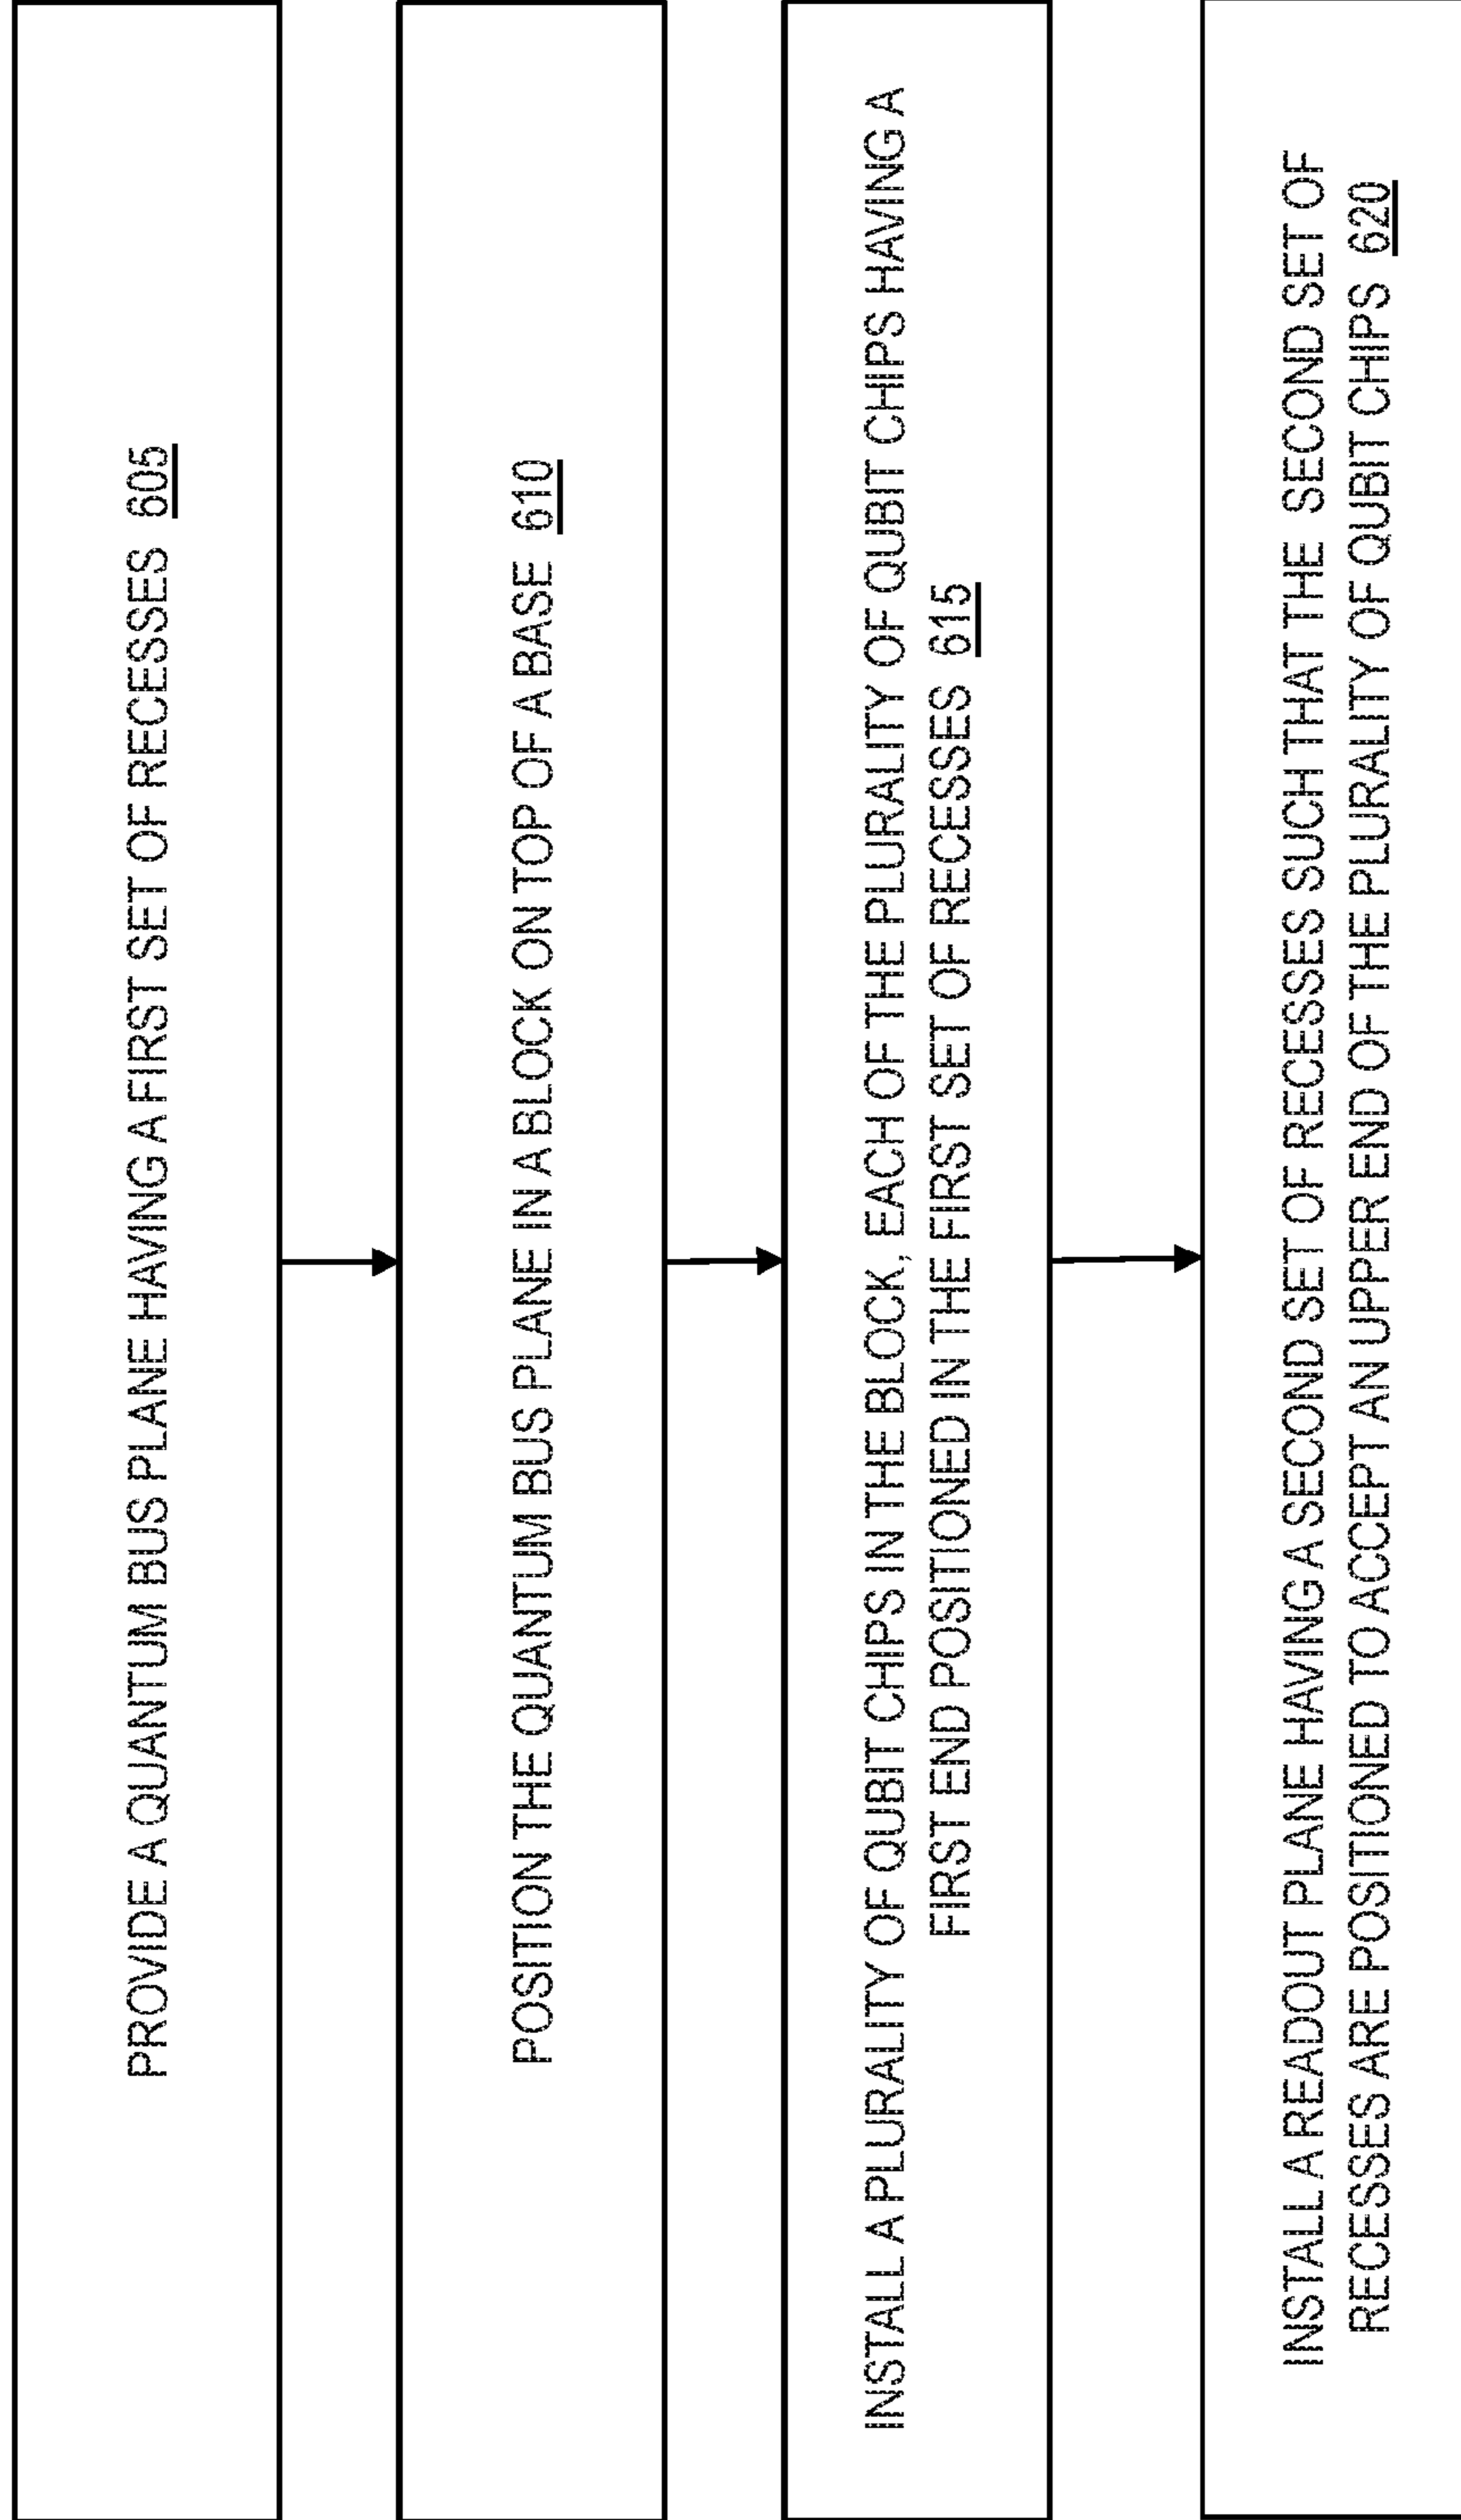 PROVIDE A QUANTUM BUS PLANE HAVING A FIRST SET OF RECESSES 605
POSITION THE QUANTUM BUS PLANE IN A BLOCK ON TOP OF A BASE 610
INSTALL A PLURALITY OF QUBIT CHIPS IN THE BLOCK, EACH OF THE PLURALITY OF QUBIT CHIPS HAVING A
FIRST END POSITIONED IN THE FIRST SET OF RECESSES 615
INSTALL A READOUT PLANE HAVING A SECOND SET OF RECESSES SUCH THAT THE SECOND SET OF
RECESSES ARE POSITIONED TO ACCEPT AN UPPER END OF THE PLURALITY OF QUBIT CHIPS 620